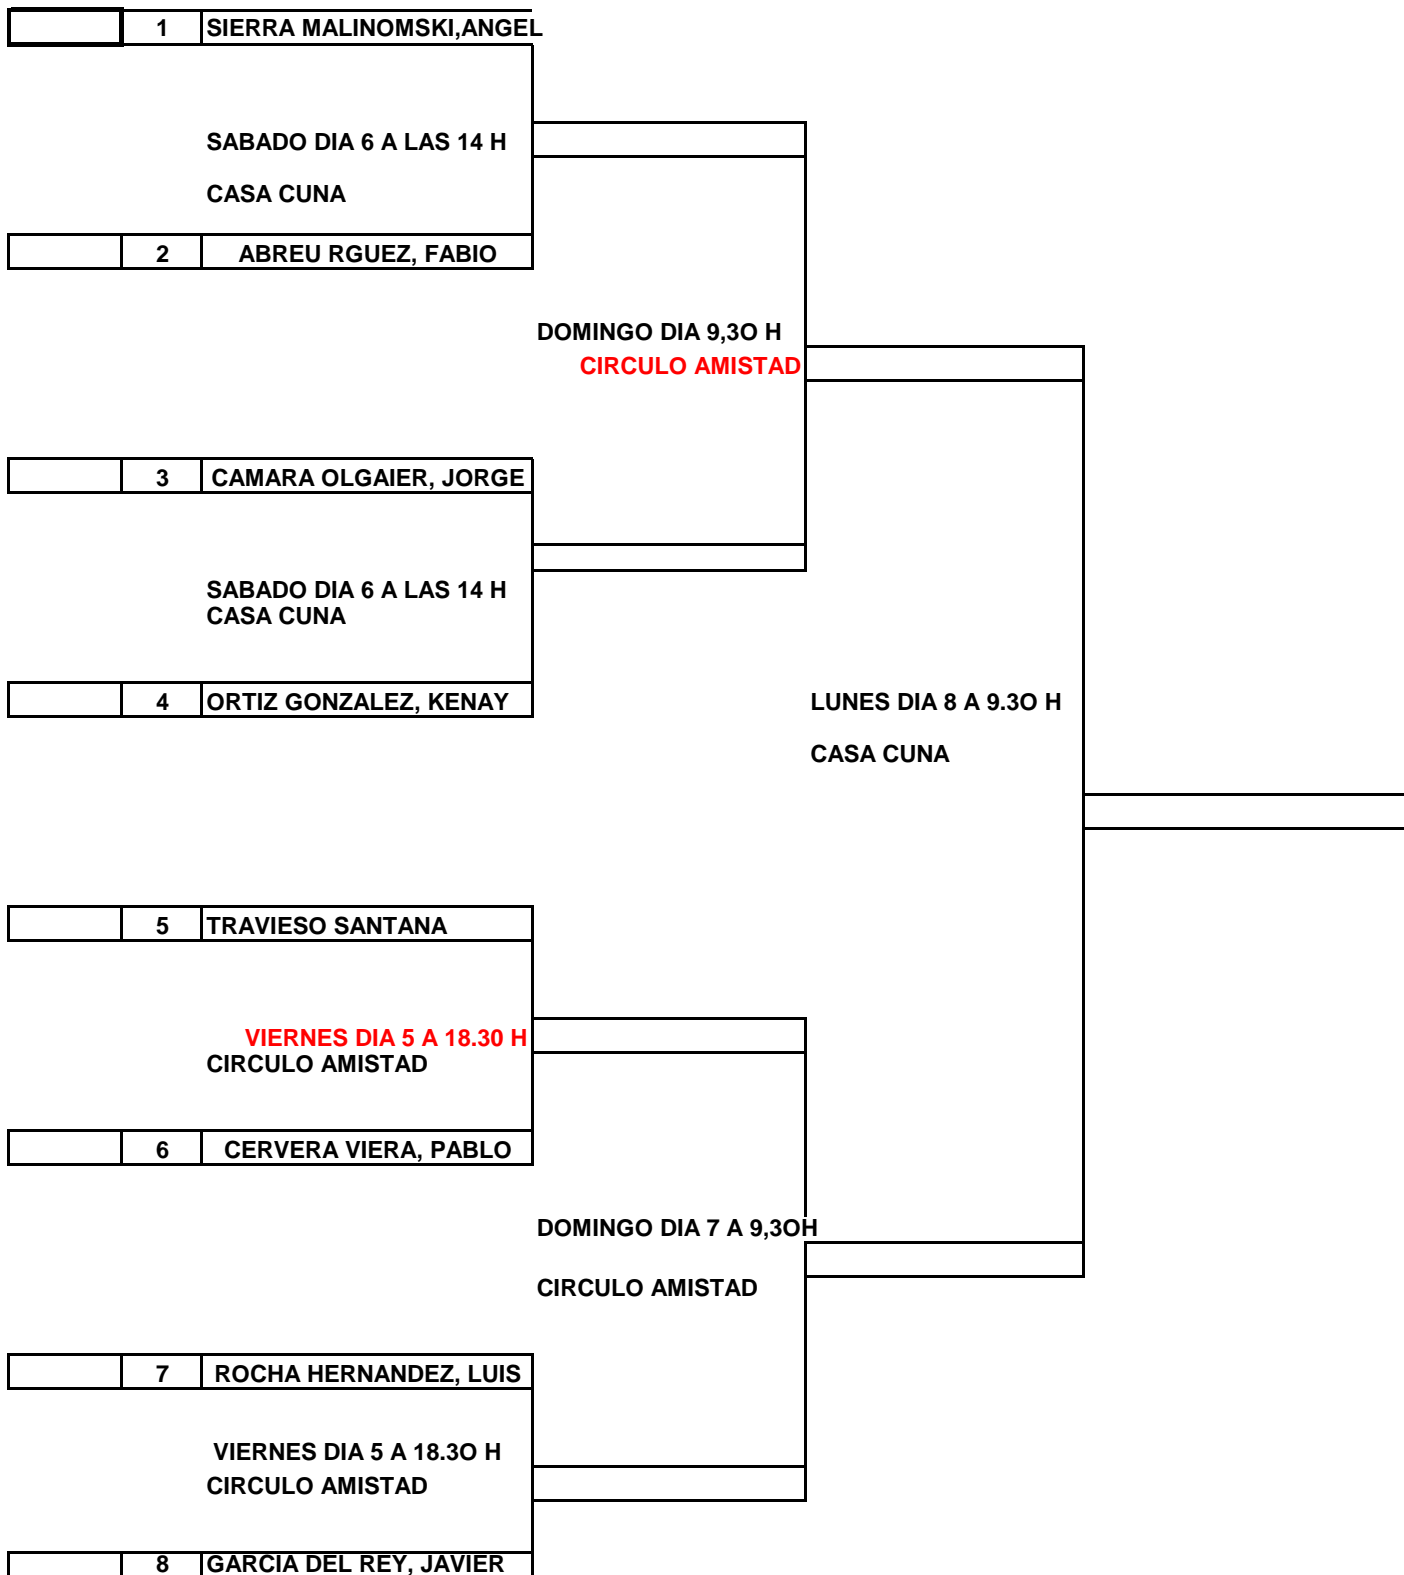 1 SIERRA MALINOMSKI,ANGEL
SABADO DIA 6 A LAS 14 H
CASA CUNA
2 ABREU RGUEZ, FABIO
DOMINGO DIA 9,3O H
CIRCULO AMISTAD
3 CAMARA OLGAIER, JORGE
SABADO DIA 6 A LAS 14 H
CASA CUNA
4 ORTIZ GONZALEZ, KENAY
LUNES DIA 8 A 9.3O H
CASA CUNA
5 TRAVIESO SANTANA
VIERNES DIA 5 A 18.30 H
CIRCULO AMISTAD
6 CERVERA VIERA, PABLO
DOMINGO DIA 7 A 9,3OH
CIRCULO AMISTAD
7 ROCHA HERNANDEZ, LUIS
VIERNES DIA 5 A 18.3O H
CIRCULO AMISTAD
8 GARCIA DEL REY, JAVIER